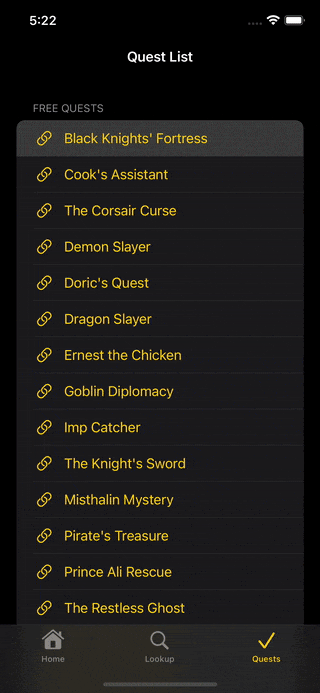 5:22
Quest List
FREE QUESTS
Black Knights' Fortress
Cook's Assistant
The Corsair Curse
Demon Slayer
Doric's Quest
Dragon Slayer
Ernest the Chicken
Goblin Diplomacy
Imp Catcher
The Knight's Sword
Misthalin Mystery
Pirate's Treasure
Prince Ali Rescue
The Restless Ghost
Home
Lookup
Quests